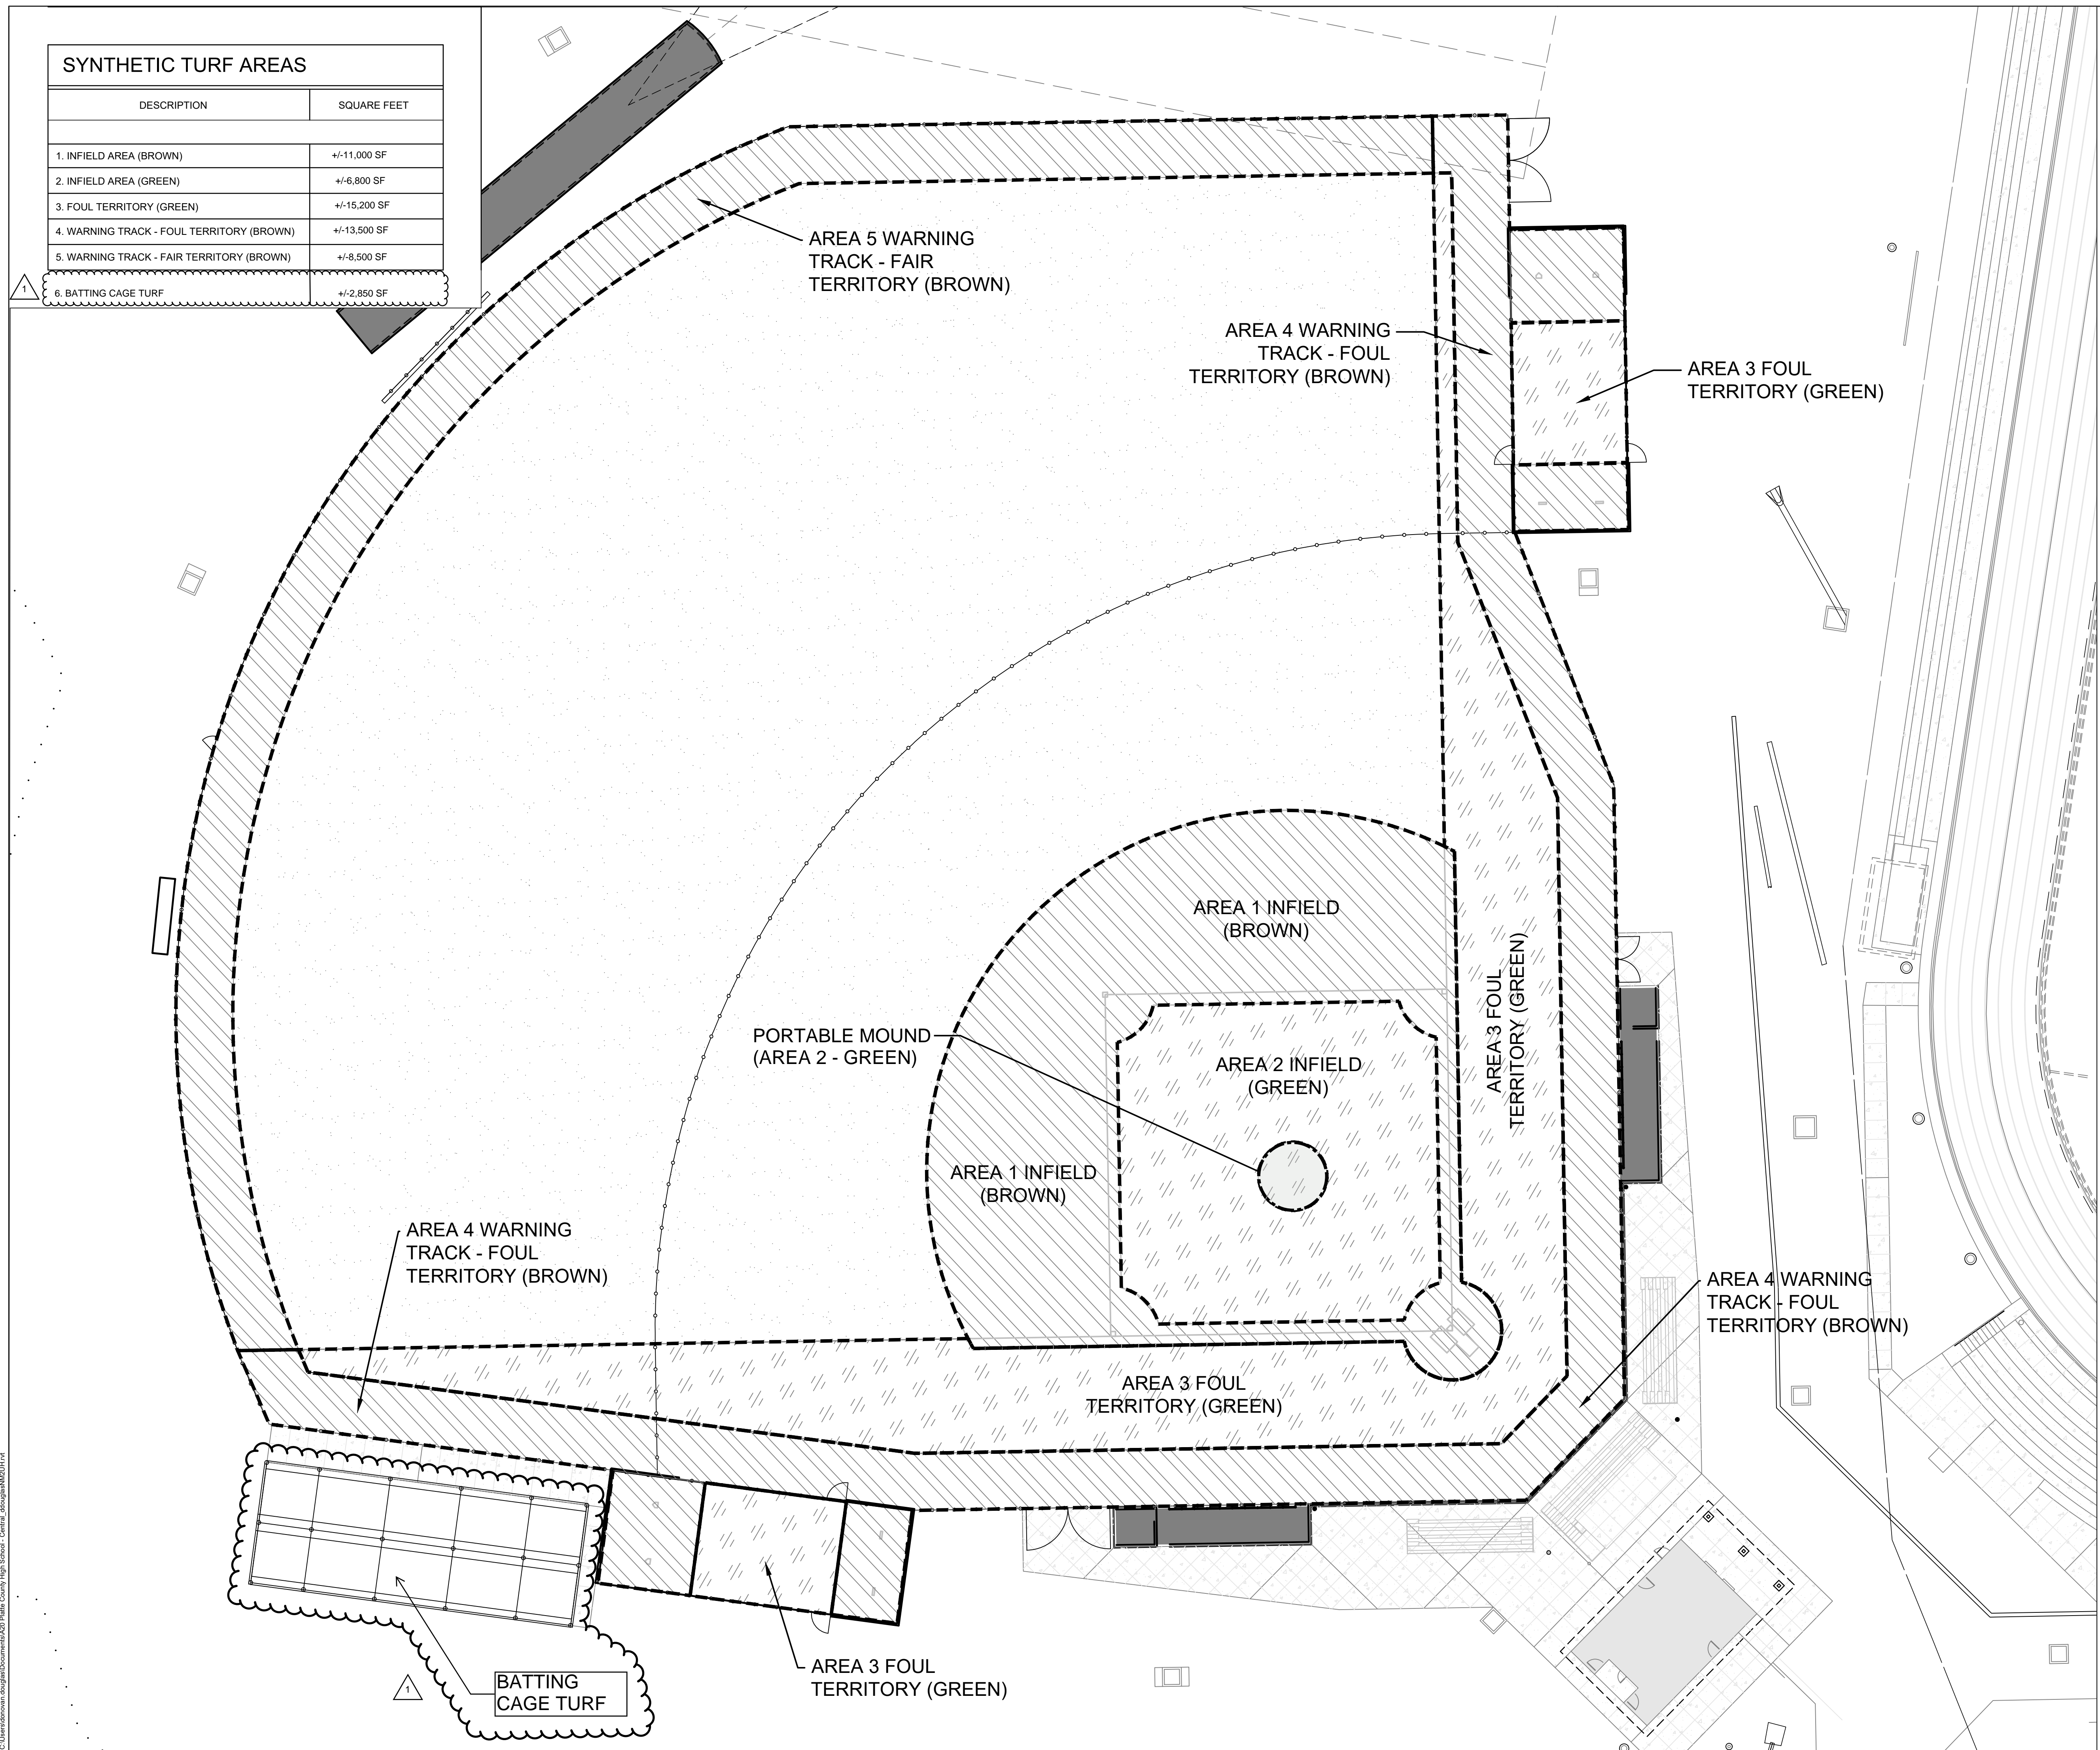 SYNTHETIC TURF AREAS
DESCRIPTION SQUARE FEET
1. INFIELD AREA (BROWN) +/-11,000 SF
2. INFIELD AREA (GREEN) +/-6,800 SF
3. FOUL TERRITORY (GREEN) +/-15,200 SF
4. WARNING TRACK - FOUL TERRITORY (BROWN) +/-13,500 SF
5. WARNING TRACK - FAIR TERRITORY (BROWN) +/-8,500 SF
1
6. BATTING CAGE TURF +/-2,850 SF
AREA 5 WARNING
TRACK - FAIR
TERRITORY (BROWN)
AREA 4 WARNING
TRACK - FOUL
TERRITORY (BROWN)
AREA 3 FOUL
TERRITORY (GREEN)
AREA 1 INFIELD
(BROWN)
PORTABLE MOUND
(AREA 2 - GREEN)
AREA 2 INFIELD
(GREEN)
AREA 3 FOUL
TERRITORY (GREEN)
AREA 1 INFIELD
(BROWN)
AREA 4 WARNING
TRACK - FOUL
TERRITORY (BROWN)
AREA 4 WARNING
TRACK - FOUL
TERRITORY (BROWN)
AREA 3 FOUL
TERRITORY (GREEN)
BATTING
CAGE TURF
1
AREA 3 FOUL
TERRITORY (GREEN)